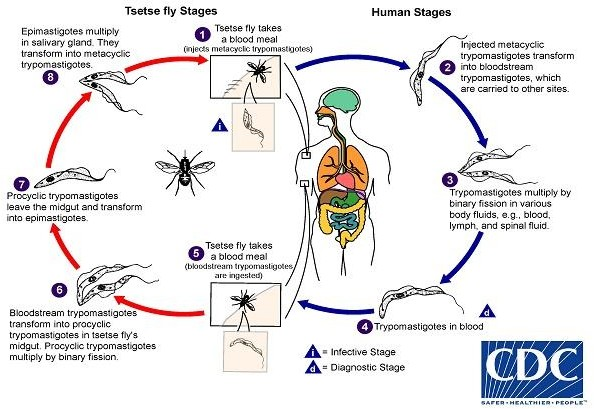 Tsetse fly Stages
Human Stages
1
Tsetse fly takes
a blood meal
(injects metacyclic trypomastigotes)
i
2
Injected metacyclic
trypomastigotes transform
into bloodstream
trypomastigotes, which
are carried to other sites.
3
Trypomastigotes multiply by
binary fission in various
body fluids, e.g., blood,
lymph, and spinal fluid.
4 Trypomastigotes in blood
d
5
Tsetse fly takes
a blood meal
(bloodstream trypomastigotes
are ingested)
6
Bloodstream trypomastigotes
transform into procyclic
trypomastigotes in tsetse fly's
midgut. Procyclic trypomastigotes
multiply by binary fission.
7
Procyclic trypomastigotes
leave the midgut and transform
into epimastigotes.
Epimastigotes multiply
in salivary gland. They
transform into metacyclic
trypomastigotes.
8
i = Infective Stage
d = Diagnostic Stage
CDC
SAFER • HEALTHIER • PEOPLE™